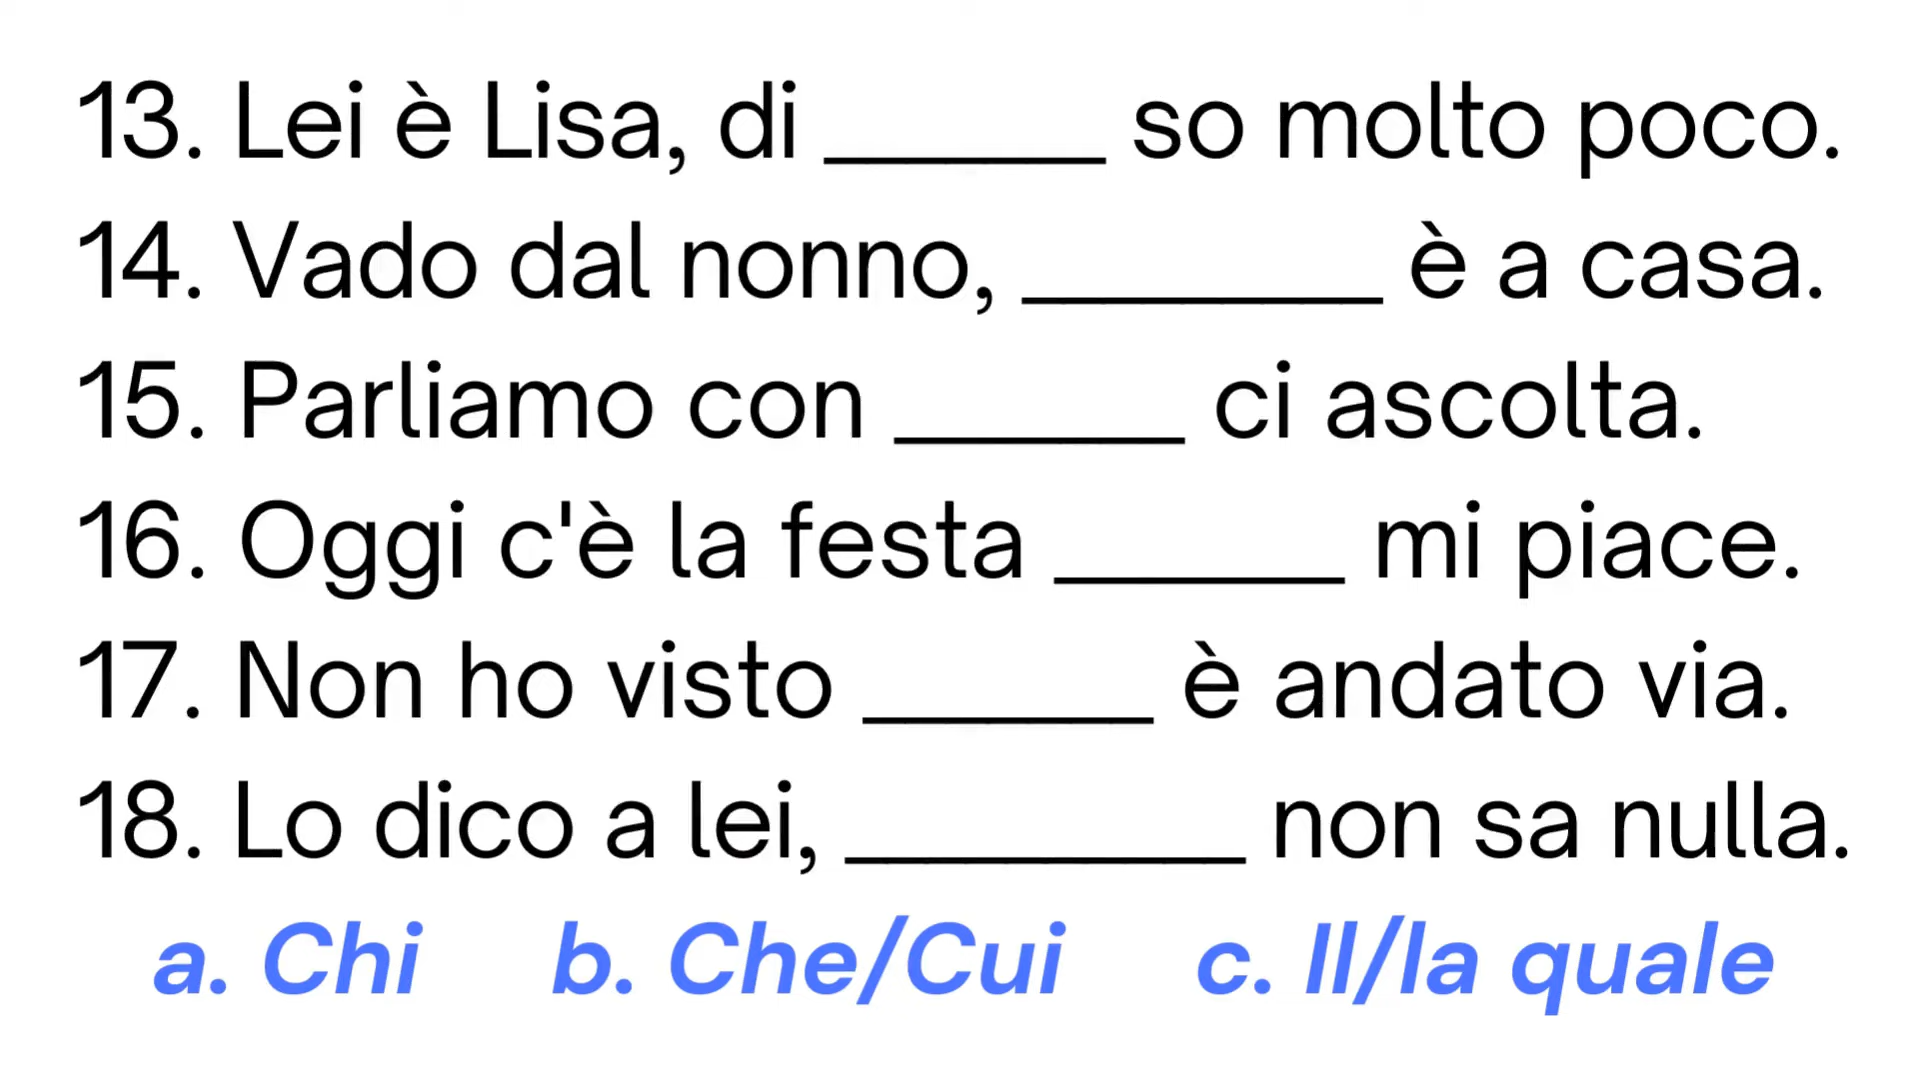 13. Lei è Lisa, di ______ so molto poco.
14. Vado dal nonno, ________ è a casa.
15. Parliamo con ______ ci ascolta.
16. Oggi c'è la festa ______ mi piace.
17. Non ho visto ______ è andato via.
18. Lo dico a lei, _________ non sa nulla.
a. Chi b. Che/Cui c. Il/la quale